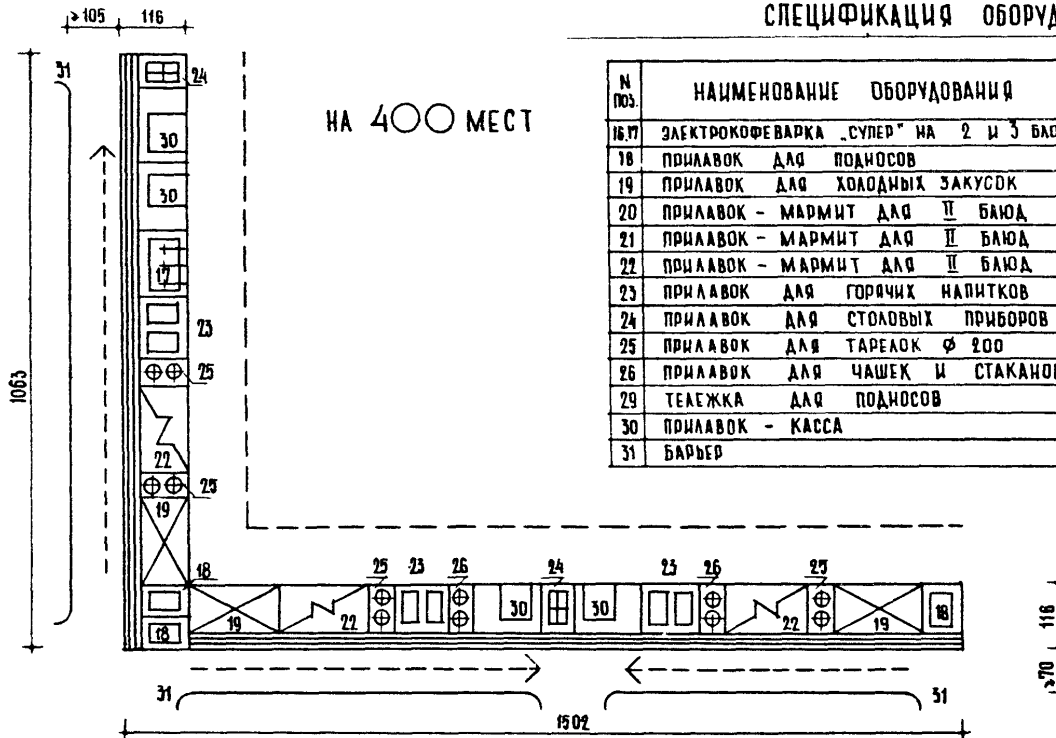 СПЕЦИФИКАЦИЯ ОБОРУД
НА 400 МЕСТ
N ПОЗ. НАИМЕНОВАНИЕ ОБОРУДОВАНИЯ
16,17 ЭЛЕКТРОКОФЕВАРКА „СУПЕР" НА 2 И 3 БЛО
18 ПРИЛАВОК ДЛЯ ПОДНОСОВ
19 ПРИЛАВОК ДЛЯ ХОЛОДНЫХ ЗАКУСОК
20 ПРИЛАВОК - МАРМИТ ДЛЯ II БЛЮД
21 ПРИЛАВОК - МАРМИТ ДЛЯ II БЛЮД
22 ПРИЛАВОК - МАРМИТ ДЛЯ II БЛЮД
23 ПРИЛАВОК ДЛЯ ГОРЯЧИХ НАПИТКОВ
24 ПРИЛАВОК ДЛЯ СТОЛОВЫХ ПРИБОРОВ
25 ПРИЛАВОК ДЛЯ ТАРЕЛОК Ø 200
26 ПРИЛАВОК ДЛЯ ЧАШЕК И СТАКАНОВ
29 ТЕЛЕЖКА ДЛЯ ПОДНОСОВ
30 ПРИЛАВОК - КАССА
31 БАРЬЕР
>105 116
31 24
30
30
17
23
25
1063
22
25
19
18
25 23 26 24 23 26 25
18 19 22 30 30 22 19 18
116
>70
31 31
1502